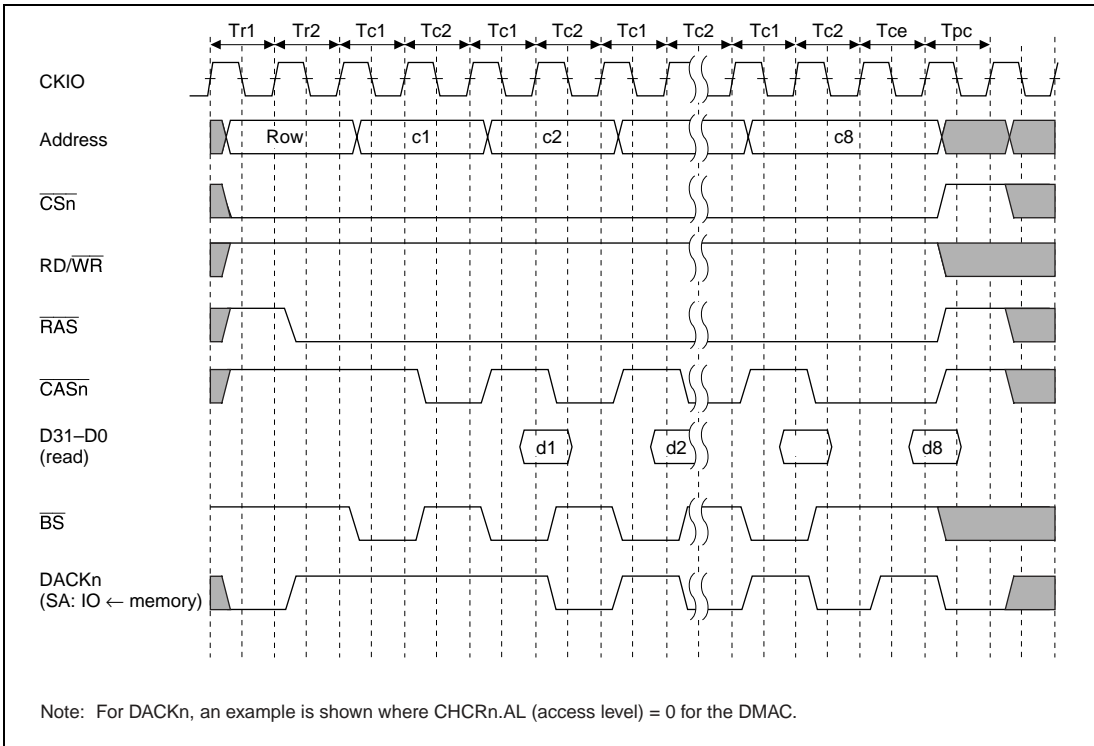 Tr1 Tr2 Tc1 Tc2 Tc1 Tc2 Tc1 Tc2 Tc1 Tc2 Tce Tpc
CKIO
Address Row c1 c2 c8
CSn
RD/WR
RAS
CASn
D31–D0
(read) d1 d2 d8
BS
DACKn
(SA: IO ← memory)
Note: For DACKn, an example is shown where CHCRn.AL (access level) = 0 for the DMAC.